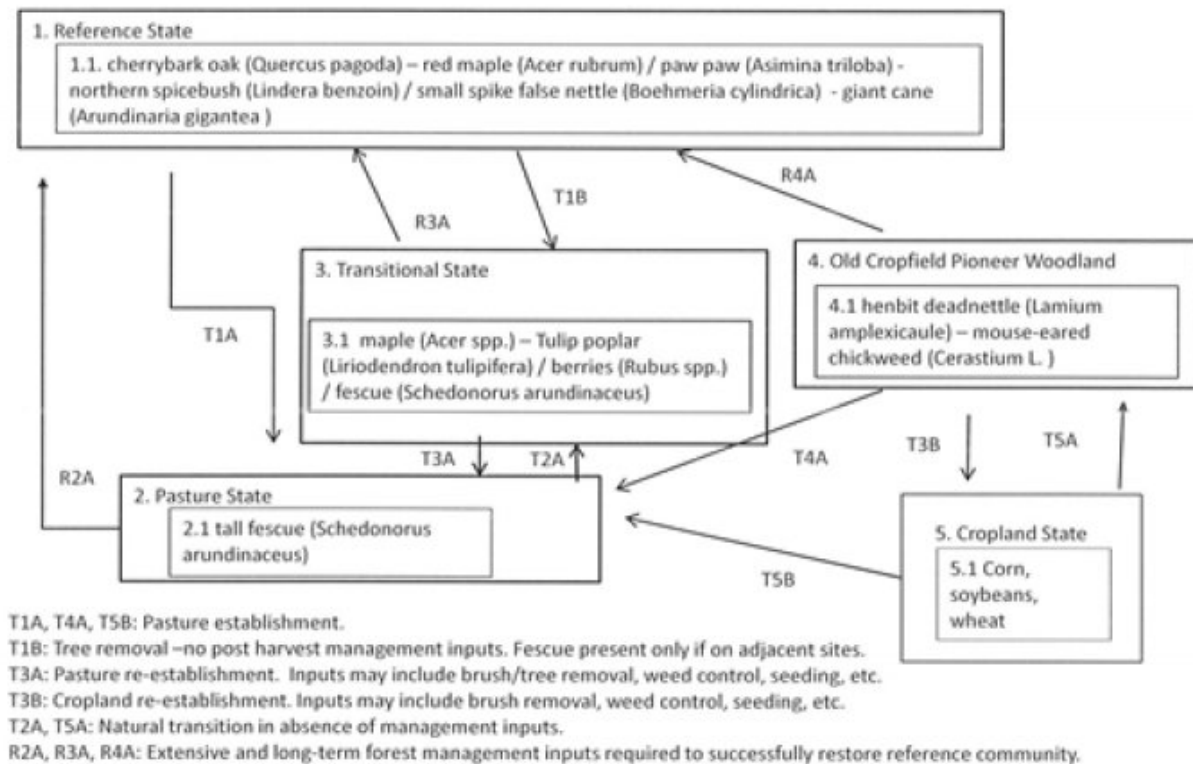 1. Reference State
1.1. cherrybark oak (Quercus pagoda) – red maple (Acer rubrum) / paw paw (Asimina triloba) -
northern spicebush (Lindera benzoin) / small spike false nettle (Boehmeria cylindrica) - giant cane
(Arundinaria gigantea )
R4A
T1B
R3A
3. Transitional State
4. Old Cropfield Pioneer Woodland
3.1 maple (Acer spp.) – Tulip poplar
(Liriodendron tulipifera) / berries (Rubus spp.)
/ fescue (Schedonorus arundinaceus)
4.1 henbit deadnettle (Lamium
amplexicaule) – mouse-eared
chickweed (Cerastium L. )
T1A
T3A
T2A
T4A
T3B
T5A
R2A
2. Pasture State
2.1 tall fescue (Schedonorus
arundinaceus)
5. Cropland State
5.1 Corn,
soybeans,
wheat
T5B
T1A, T4A, T5B: Pasture establishment.
T1B: Tree removal –no post harvest management inputs. Fescue present only if on adjacent sites.
T3A: Pasture re-establishment. Inputs may include brush/tree removal, weed control, seeding, etc.
T3B: Cropland re-establishment. Inputs may include brush removal, weed control, seeding, etc.
T2A, T5A: Natural transition in absence of management inputs.
R2A, R3A, R4A: Extensive and long-term forest management inputs required to successfully restore reference community.